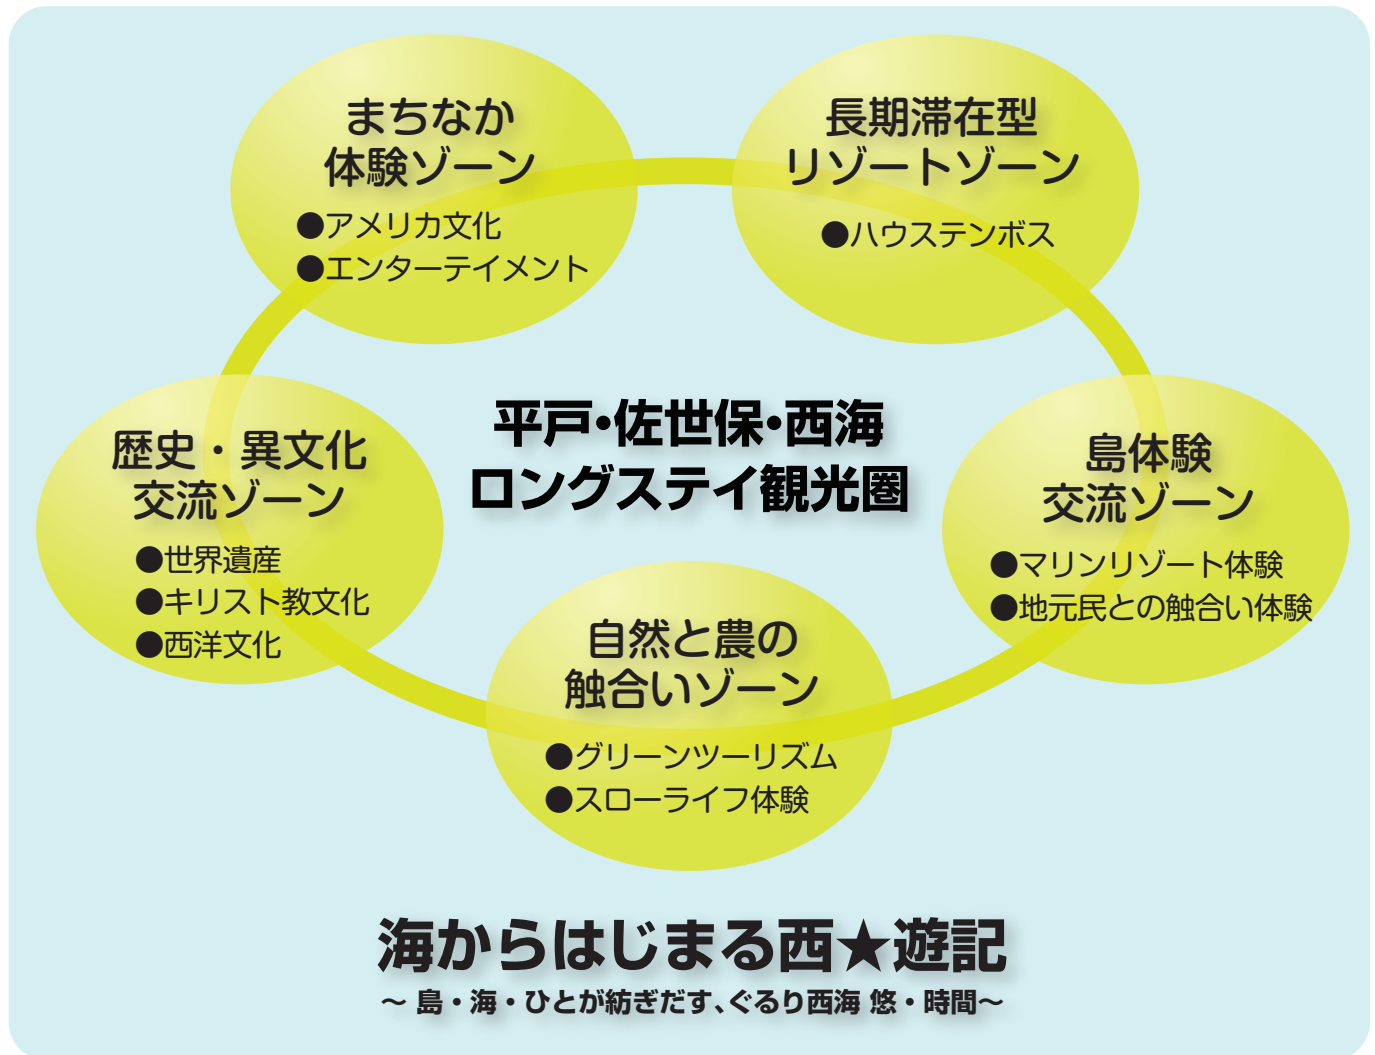 まちなか
体験ゾーン
●アメリカ文化
●エンターテイメント
長期滞在型
リゾートゾーン
●ハウステンボス
平戸・佐世保・西海
ロングステイ観光圏
歴史・異文化
交流ゾーン
●世界遺産
●キリスト教文化
●西洋文化
島体験
交流ゾーン
●マリンリゾート体験
●地元民との触合い体験
自然と農の
触合いゾーン
●グリーンツーリズム
●スローライフ体験
海からはじまる西★遊記
～ 島・海・ひとが紡ぎだす、ぐるり西海 悠・時間～